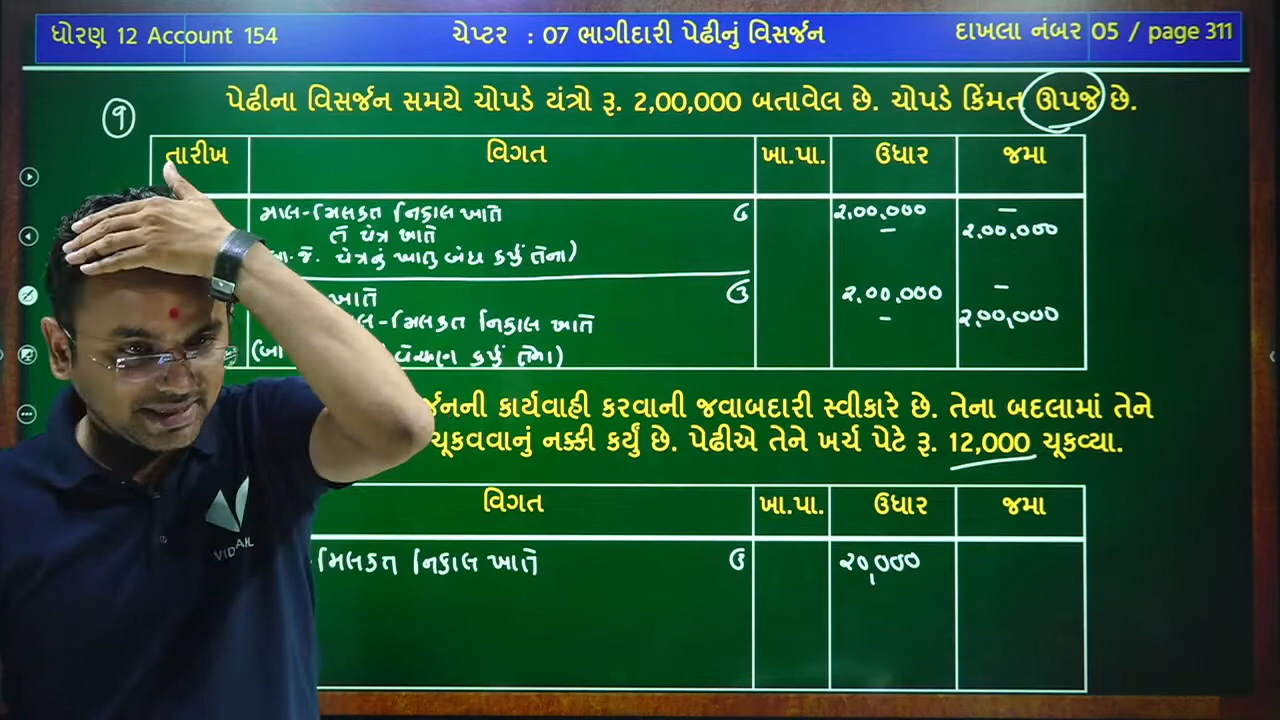 ધોરણ 12 Account 154
ચેપ્ટર : 07 ભાગીદારી પેઢીનું વિસર્જન
દાખલા નંબર 05 / page 311
૧
પેઢીના વિસર્જન સમયે ચોપડે યંત્રો રૂ. 2,00,000 બતાવેલ છે. ચોપડે કિંમત ઊપજે છે.
તારીખ વિગત ખા.પા. ઉધાર જમા
માલ-મિલકત નિકાલ ખાતે ઉ ૨,૦૦,૦૦૦ –
તે યંત્ર ખાતે – ૨,૦૦,૦૦૦
બા.જે. યંત્રનું ખાતુ બંધ કર્યું તેના)
ખાતે ઉ ૨,૦૦,૦૦૦ –
લ-મિલકત નિકાલ ખાતે – ૨,૦૦,૦૦૦
(બા વેચાણ કર્યું તેના)
ર્જનની કાર્યવાહી કરવાની જવાબદારી સ્વીકારે છે. તેના બદલામાં તેને
ચૂકવવાનું નક્કી કર્યું છે. પેઢીએ તેને ખર્ચ પેટે રૂ. 12,000 ચૂકવ્યા.
વિગત ખા.પા. ઉધાર જમા
-મિલકત નિકાલ ખાતે ઉ ૨૦,૦૦૦